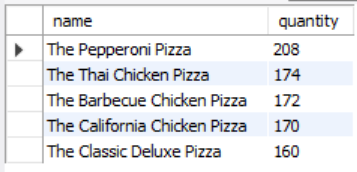 name quantity
The Pepperoni Pizza 208
The Thai Chicken Pizza 174
The Barbecue Chicken Pizza 172
The California Chicken Pizza 170
The Classic Deluxe Pizza 160